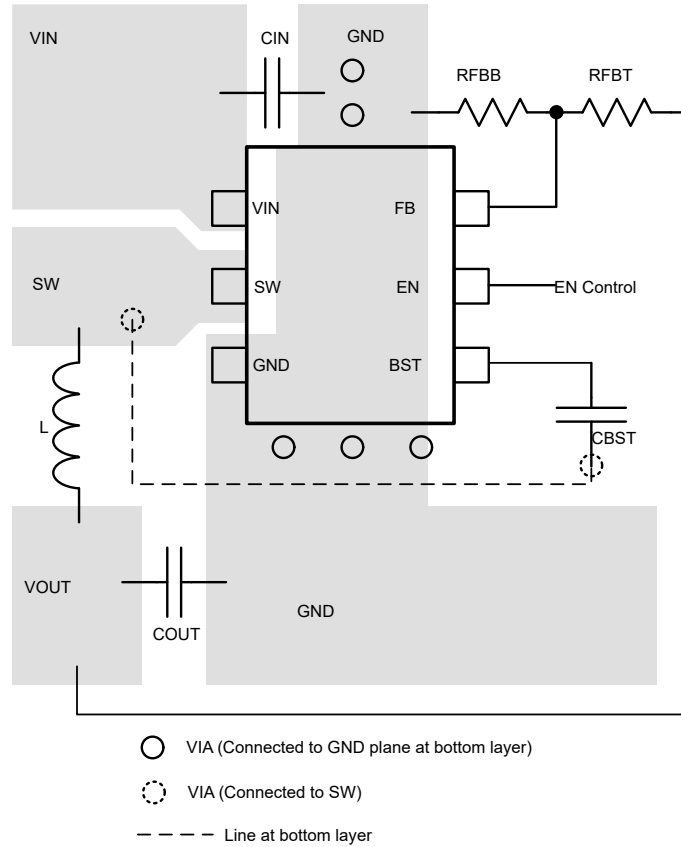 VIN
CIN
GND
RFBB
RFBT
VIN
FB
SW
SW
EN
EN Control
GND
BST
L
CBST
VOUT
COUT
GND
VIA (Connected to GND plane at bottom layer)
VIA (Connected to SW)
Line at bottom layer